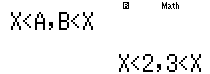 R Math
X<A,B<X
X<2,3<X